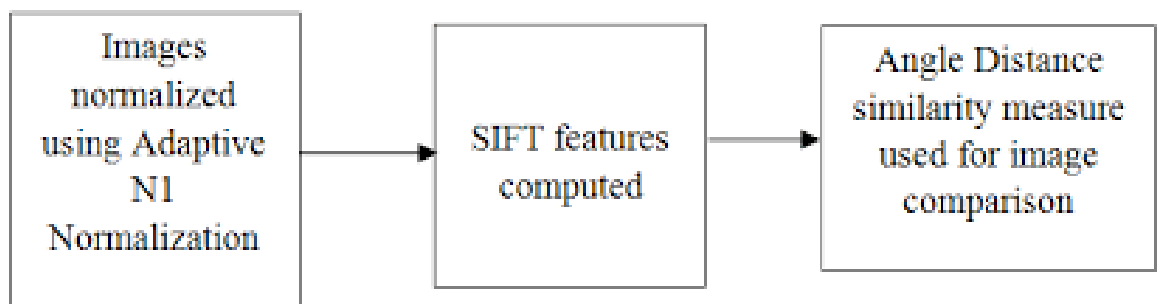 Images
normalized
using Adaptive
N1
Normalization
SIFT features
computed
Angle Distance
similarity measure
used for image
comparison